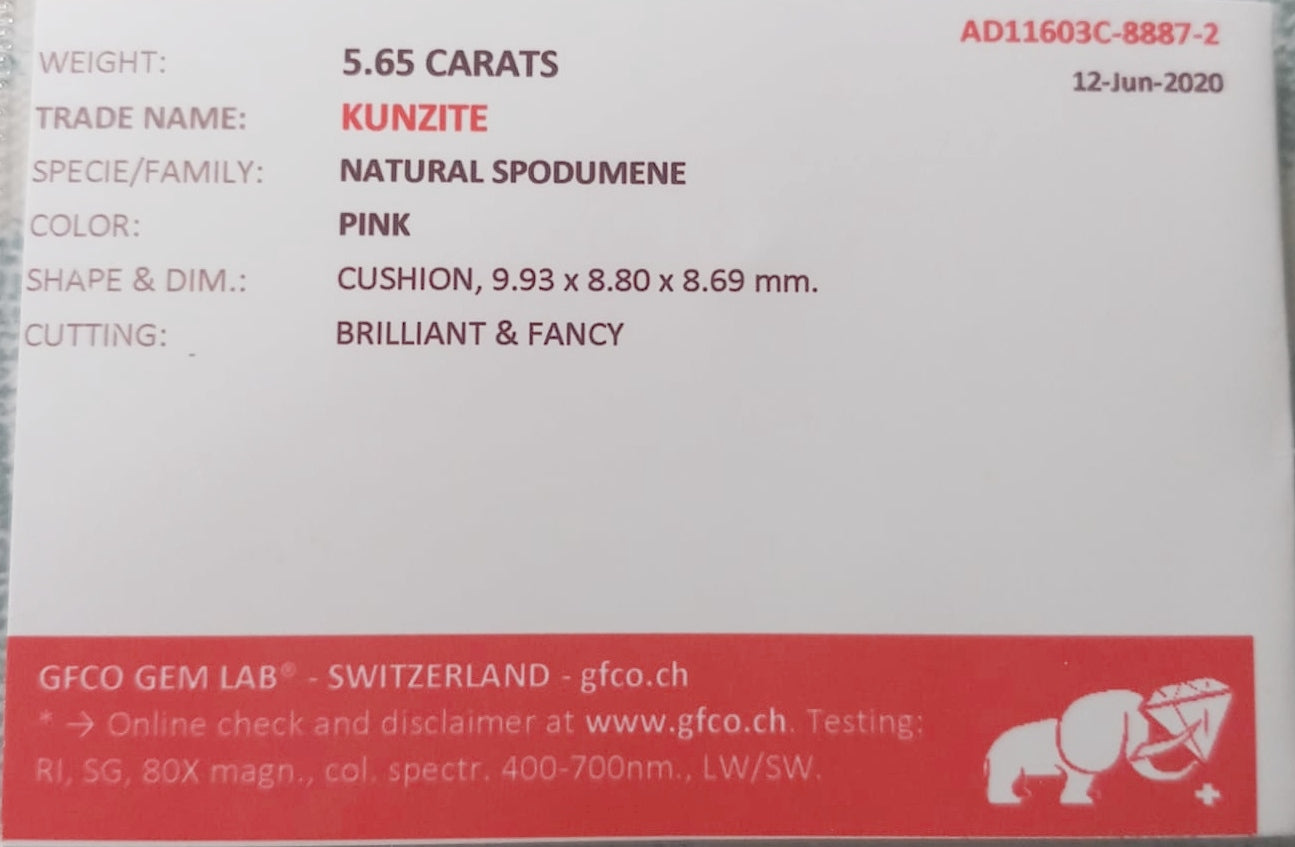 AD11603C-8887-2
12-Jun-2020
WEIGHT: 5.65 CARATS
TRADE NAME: KUNZITE
SPECIE/FAMILY: NATURAL SPODUMENE
COLOR: PINK
SHAPE & DIM.: CUSHION, 9.93 x 8.80 x 8.69 mm.
CUTTING: BRILLIANT & FANCY
GFCO GEM LAB® - SWITZERLAND - gfco.ch
* → Online check and disclaimer at www.gfco.ch. Testing:
RI, SG, 80X magn., col. spectr. 400-700nm., LW/SW.